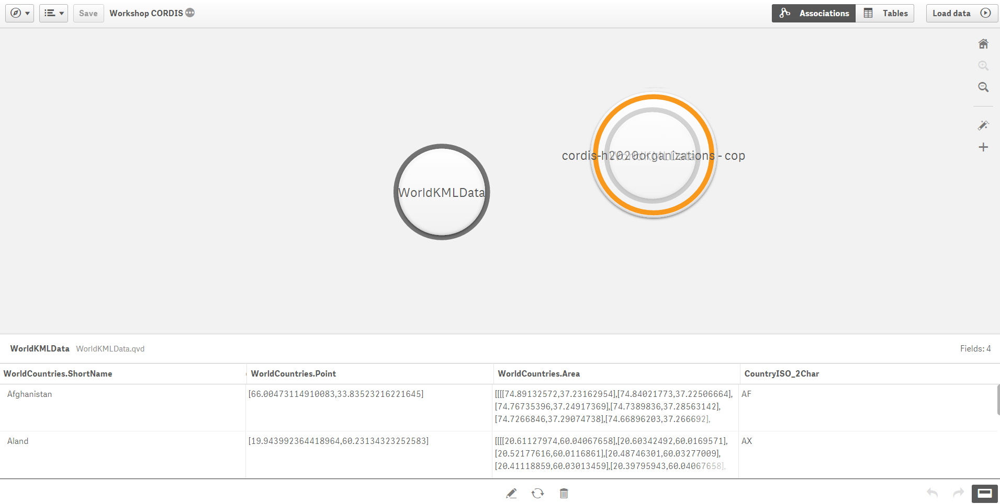 Save
Workshop CORDIS
Associations
Tables
Load data
WorldKMLData
cordis-h2020organizations - cop
WorldKMLData
WorldKMLData WorldKMLData.qvd
Fields: 4
WorldCountries.ShortName WorldCountries.Point WorldCountries.Area CountryISO_2Char
Afghanistan [66.00473114910083,33.83523216221645] [[[[74.89132572,37.23162954],[74.84021773,37.22506664], AF
[74.76735396,37.24917369],[74.7389836,37.28563142],
[74.7266846,37.29074738],[74.66896203,37.266692],
Aland [19.943992364418964,60.23134323252583] [[[[20.61127974,60.04067658],[20.60342492,60.0169571], AX
[20.52177616,60.0116861],[20.48746301,60.03277009],
[20.41118859,60.03013459],[20.39795943,60.04067658],